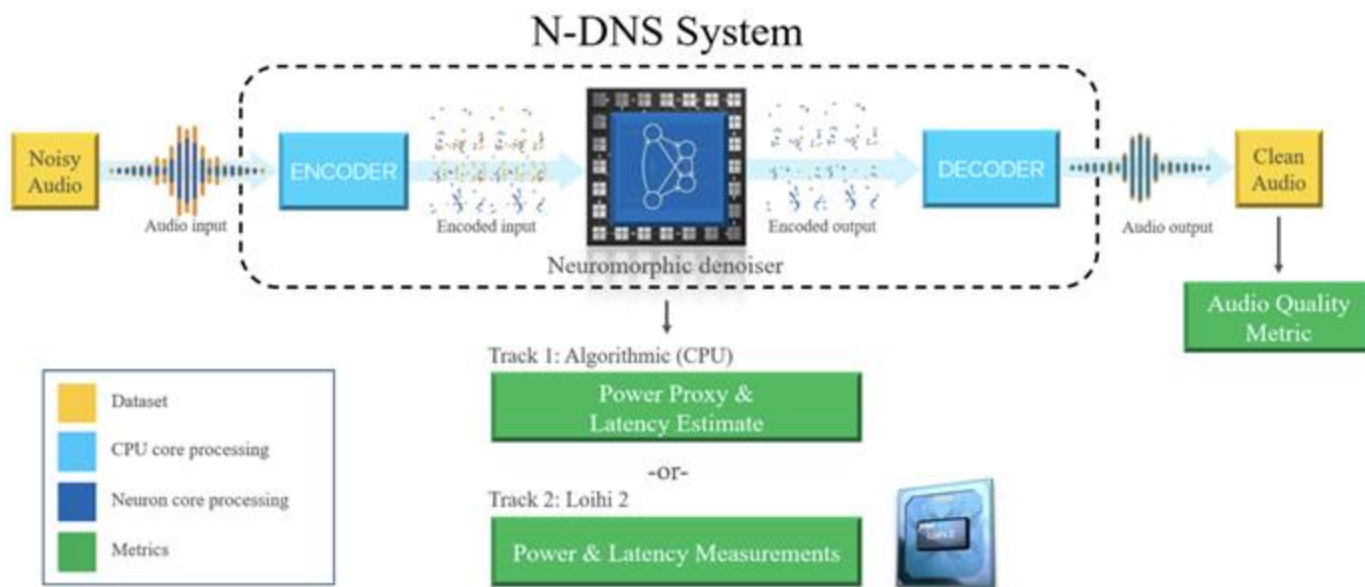 N-DNS System
Noisy
Audio
Audio input
ENCODER
Encoded input
Neuromorphic denoiser
Encoded output
DECODER
Audio output
Clean
Audio
Audio Quality
Metric
Track 1: Algorithmic (CPU)
Power Proxy &
Latency Estimate
-or-
Track 2: Loihi 2
Power & Latency Measurements
Loihi 2
Dataset
CPU core processing
Neuron core processing
Metrics